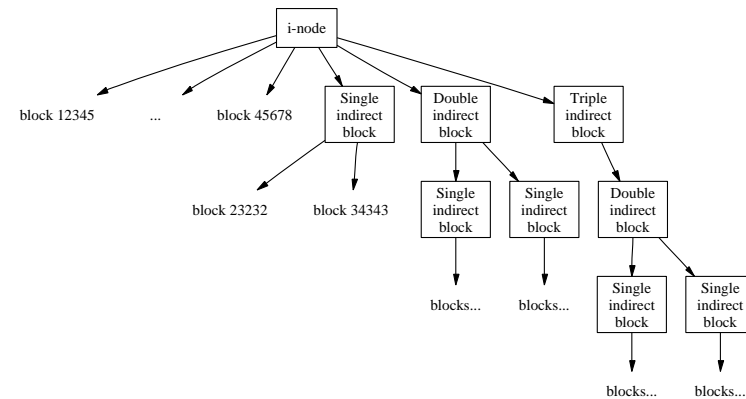 i-node
block 12345
...
block 45678
Single
indirect
block
Double
indirect
block
Triple
indirect
block
block 23232
block 34343
Single
indirect
block
Single
indirect
block
Double
indirect
block
blocks...
blocks...
Single
indirect
block
Single
indirect
block
blocks...
blocks...